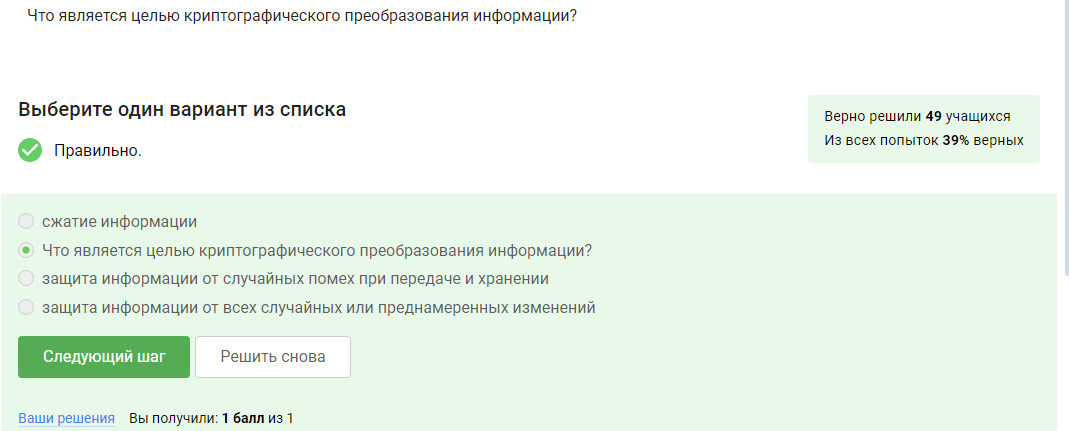 Что является целью криптографического преобразования информации?
Выберите один вариант из списка
Правильно.
Верно решили 49 учащихся
Из всех попыток 39% верных
сжатие информации
Что является целью криптографического преобразования информации?
защита информации от случайных помех при передаче и хранении
защита информации от всех случайных или преднамеренных изменений
Следующий шаг
Решить снова
Ваши решения Вы получили: 1 балл из 1